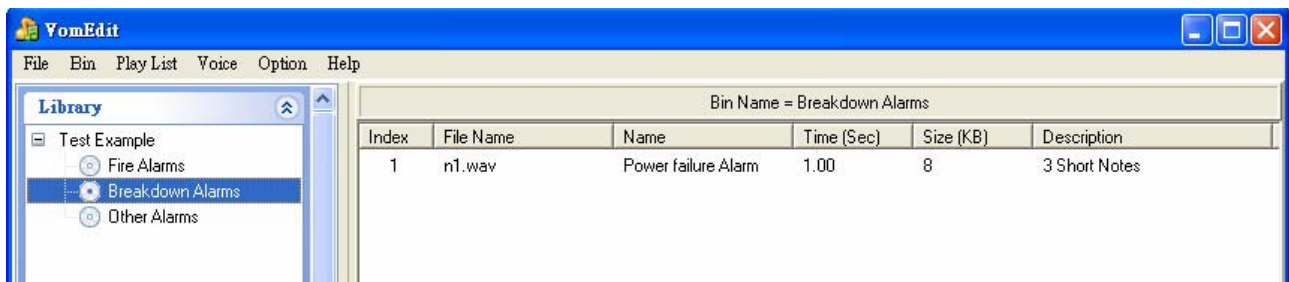 YomEdit
File Bin Play List Voice Option Help
Library
Test Example
Fire Alarms
Breakdown Alarms
Other Alarms
Bin Name = Breakdown Alarms
Index File Name Name Time (Sec) Size (KB) Description
1 n1.wav Power failure Alarm 1.00 8 3 Short Notes